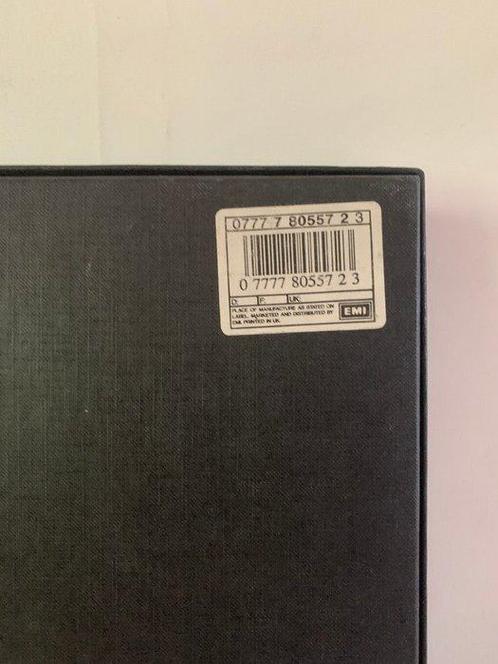 0777 7 80557 2 3
0 77778 80557 2 3
D: F: UK:
PLACE OF MANUFACTURE AS STATED ON
LABEL. MARKETED AND DISTRIBUTED BY
EMI. PRINTED IN UK.
EMI